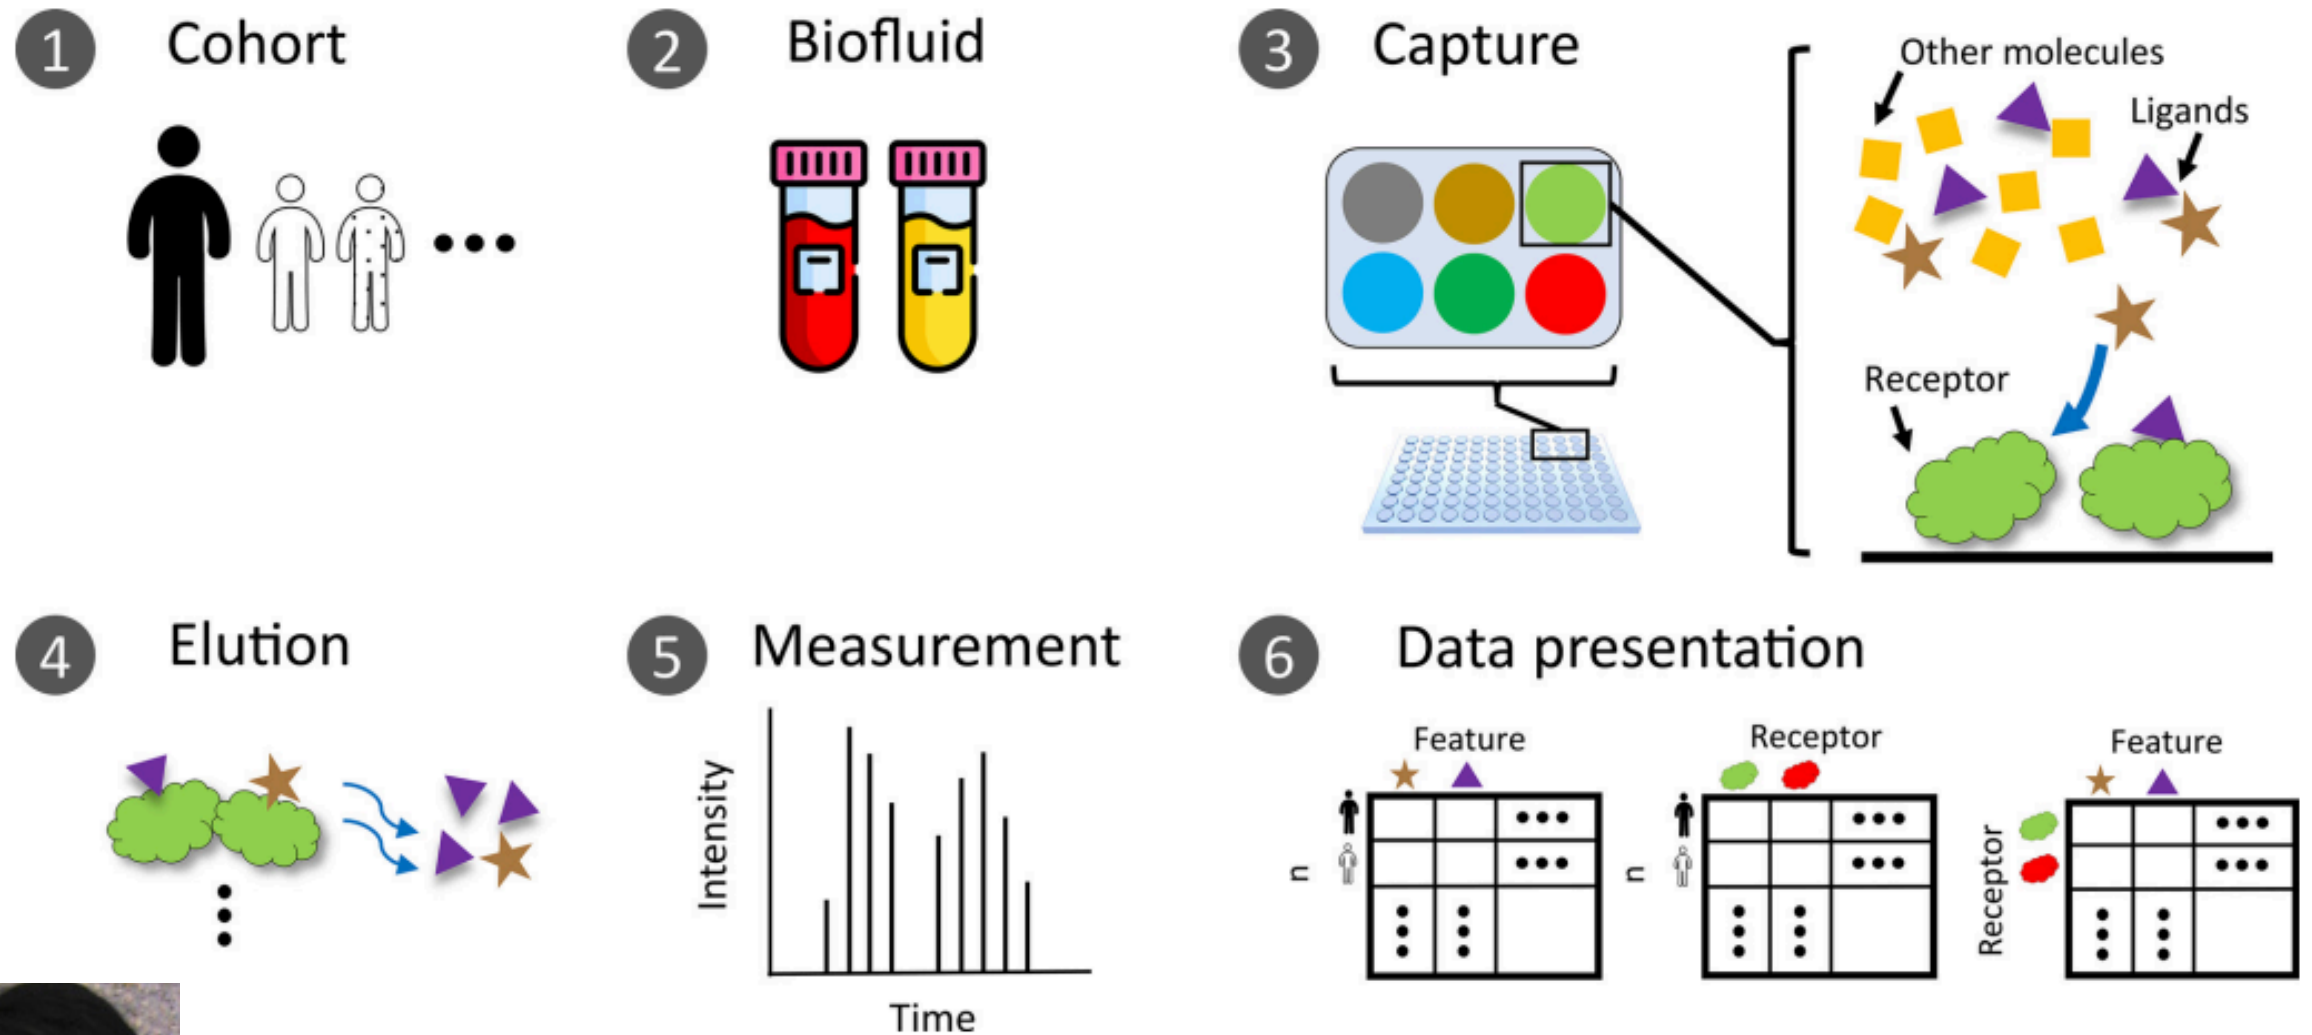 1 Cohort
2 Biofluid
3 Capture
Other molecules
Ligands
Receptor
4 Elution
5 Measurement
Intensity
Time
6 Data presentation
Feature
n
Receptor
n
Feature
Receptor